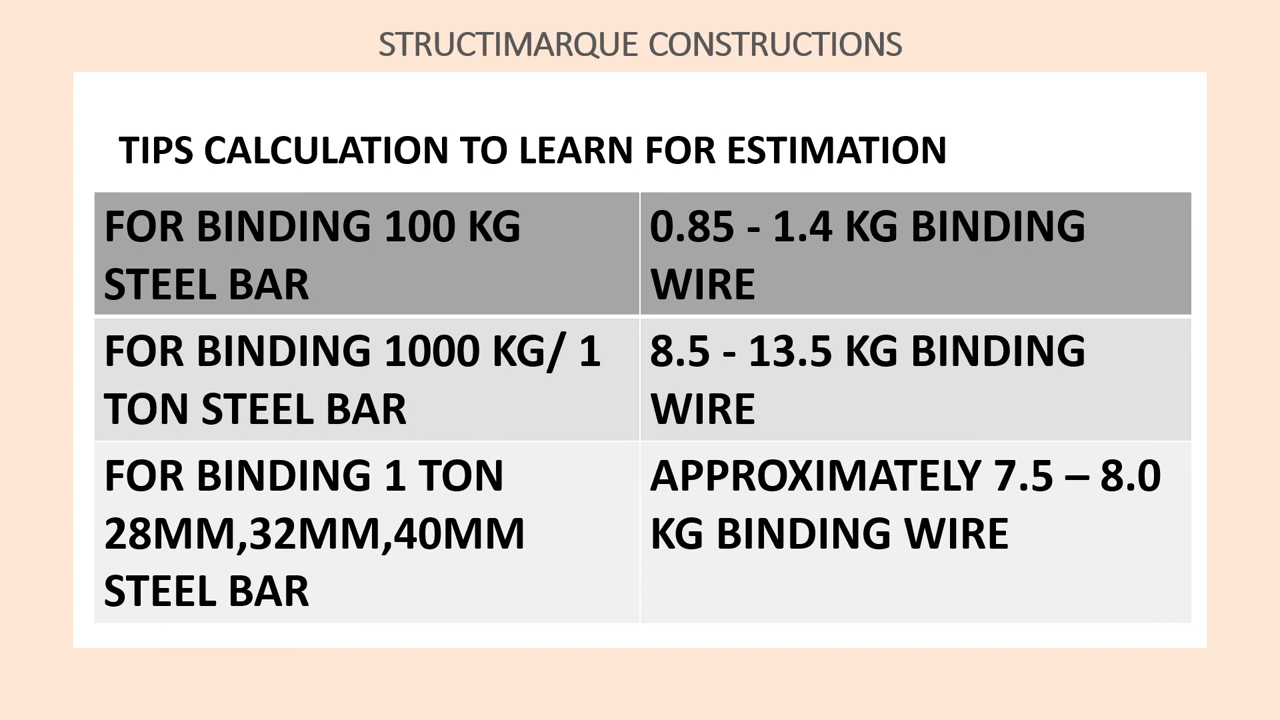 STRUCTIMARQUE CONSTRUCTIONS
TIPS CALCULATION TO LEARN FOR ESTIMATION
FOR BINDING 100 KG
STEEL BAR
0.85 - 1.4 KG BINDING
WIRE
FOR BINDING 1000 KG/ 1
TON STEEL BAR
8.5 - 13.5 KG BINDING
WIRE
FOR BINDING 1 TON
28MM,32MM,40MM
STEEL BAR
APPROXIMATELY 7.5 – 8.0
KG BINDING WIRE